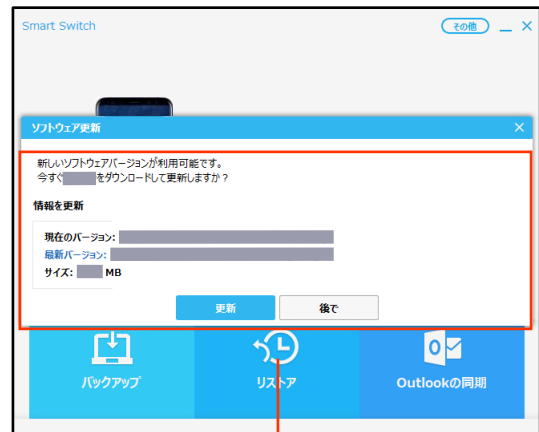 Smart Switch
その他
ソフトウェア更新
新しいソフトウェアバージョンが利用可能です。
今すぐ をダウンロードして更新しますか？
情報を更新
現在のバージョン:
最新バージョン:
サイズ: MB
更新 後で
バックアップ リストア Outlookの同期